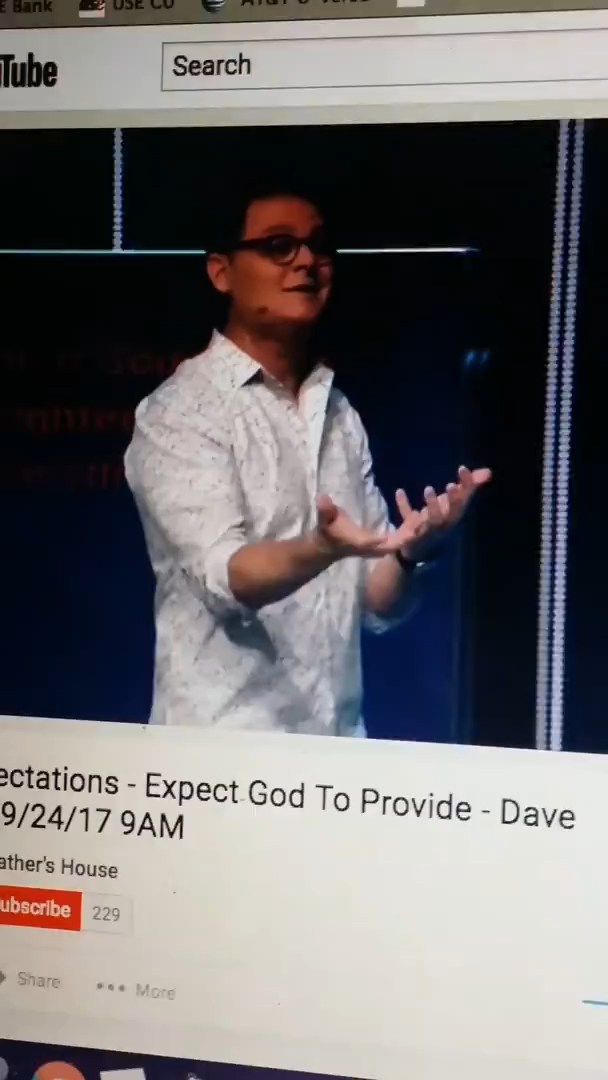 E Bank
USE CU
Tube
Search
ectations - Expect God To Provide - Dave
9/24/17 9AM
ather's House
ubscribe 229
Share
More